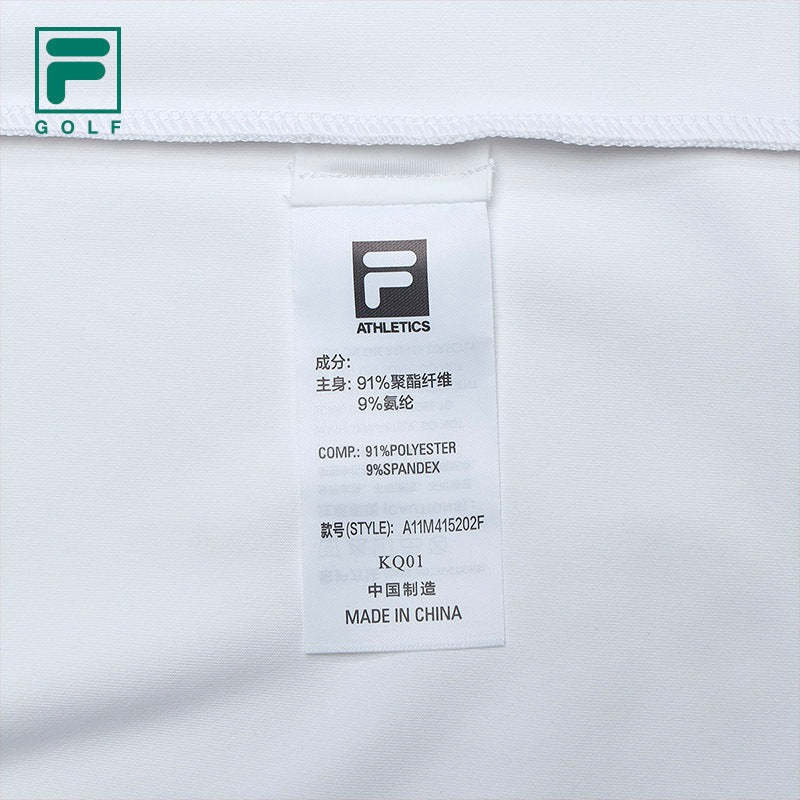 F
GOLF
F
ATHLETICS
成分:
主身: 91%聚酯纤维
9%氨纶
COMP.: 91%POLYESTER
9%SPANDEX
款号(STYLE): A11M415202F
KQ01
中国制造
MADE IN CHINA